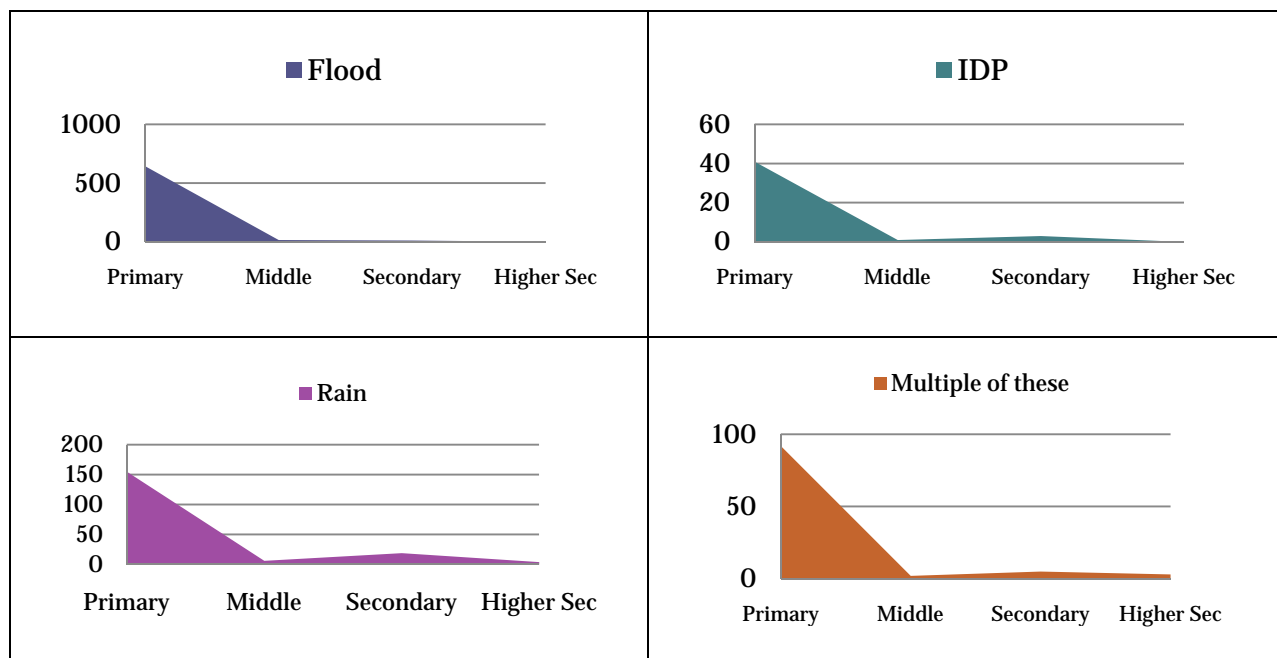 Flood
1000
500
0
Primary Middle Secondary Higher Sec
IDP
60
40
20
0
Primary Middle Secondary Higher Sec
Rain
200
150
100
50
0
Primary Middle Secondary Higher Sec
Multiple of these
100
50
0
Primary Middle Secondary Higher Sec